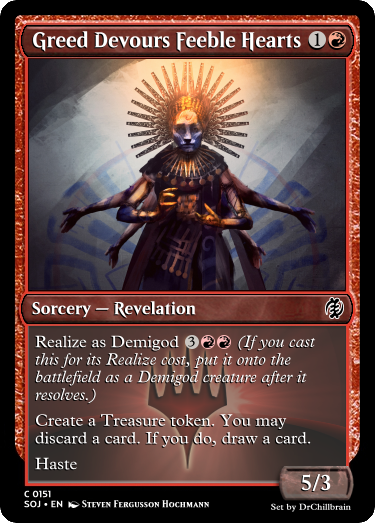 Greed Devours Feeble Hearts 1
Sorcery — Revelation
Realize as Demigod 3 (If you cast
this for its Realize cost, put it onto the
battlefield as a Demigod creature after it
resolves.)
Create a Treasure token. You may
discard a card. If you do, draw a card.
Haste
5/3
C 0151
SOJ • EN Steven Fergusson Hochmann
Set by DrChillbrain